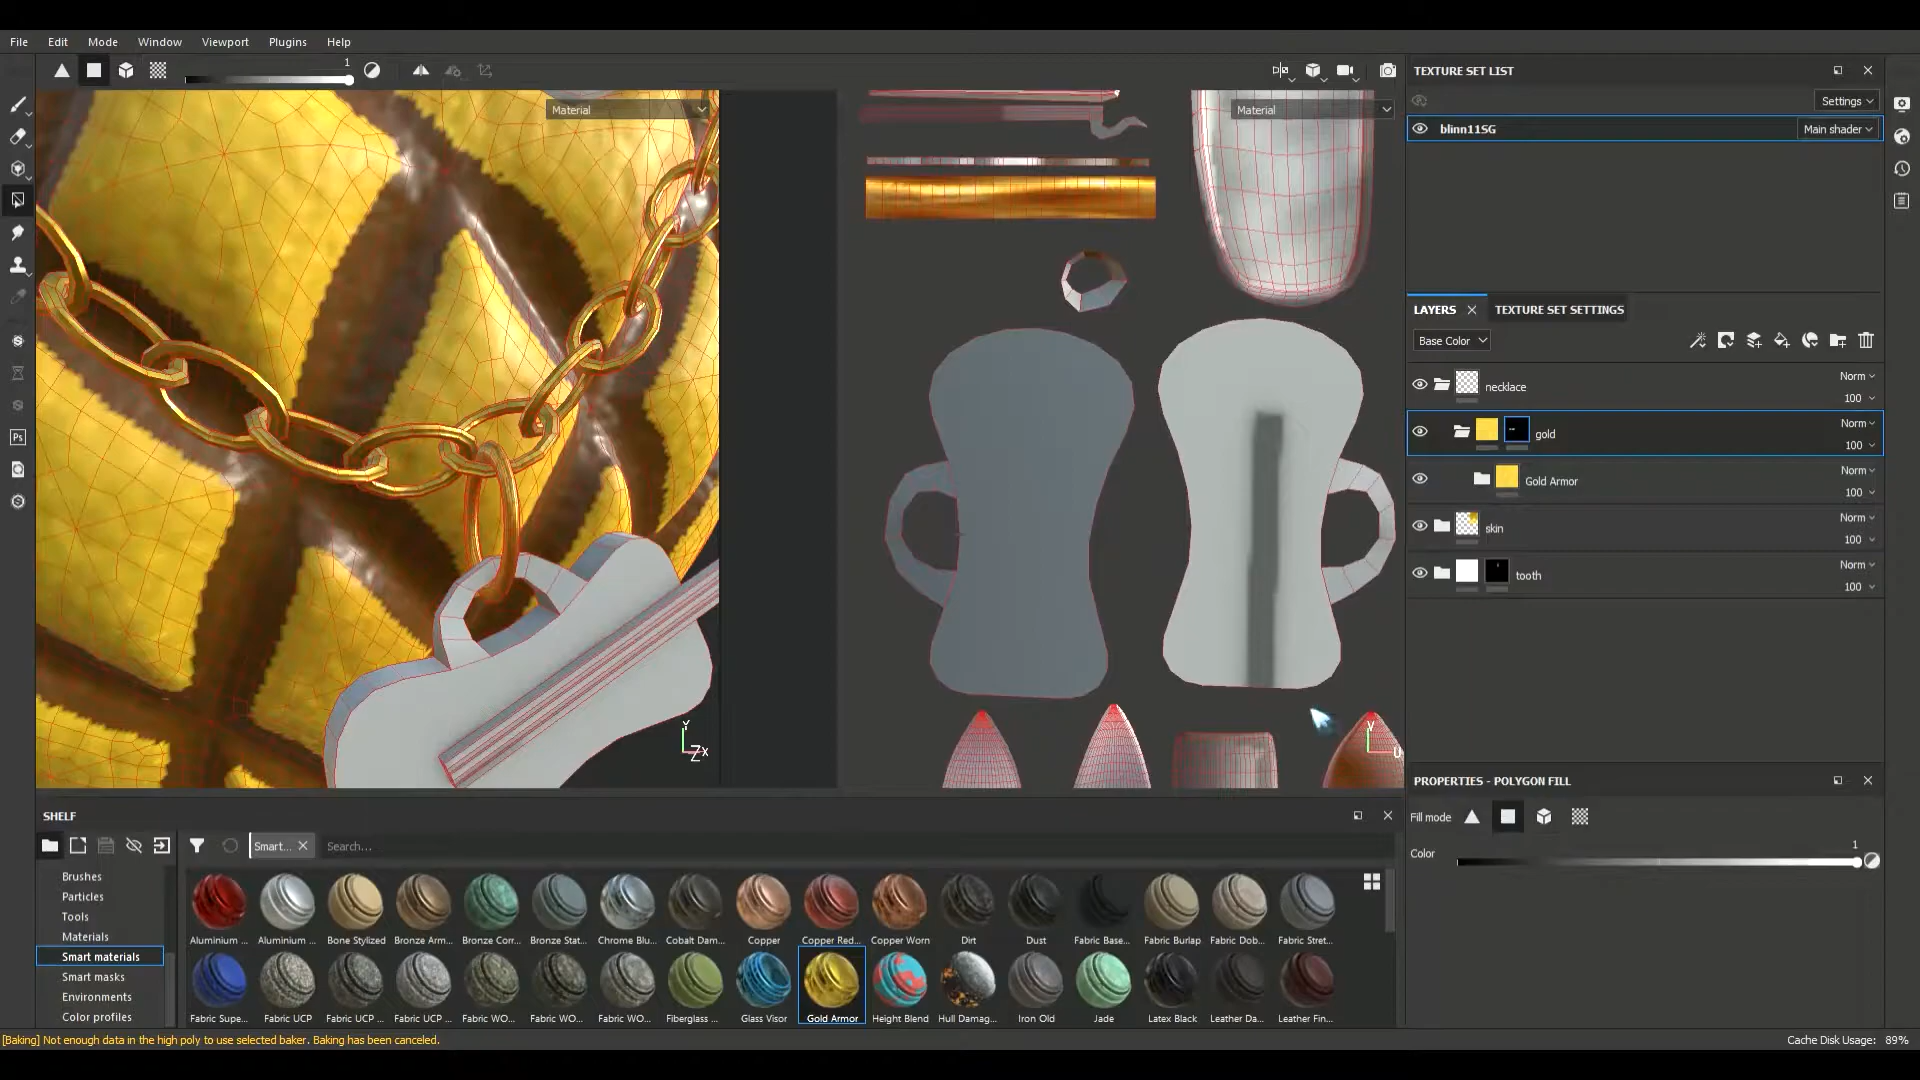 File Edit Mode Window Viewport Plugins Help
1
Material
Material
Y
Zx
V
U
TEXTURE SET LIST
Settings
blinn11SG
Main shader
LAYERS
TEXTURE SET SETTINGS
Base Color
necklace
Norm
100
gold
Norm
100
Gold Armor
Norm
100
skin
Norm
100
tooth
Norm
100
Ps
PROPERTIES - POLYGON FILL
Fill mode
Color
1
SHELF
Smart...
Search...
Brushes
Particles
Tools
Materials
Smart materials
Smart masks
Environments
Color profiles
Aluminium ... Aluminium ... Bone Stylized Bronze Arm... Bronze Corr... Bronze Stat... Chrome Blu... Cobalt Dam... Copper Copper Red... Copper Worn Dirt Dust Fabric Base... Fabric Burlap Fabric Dob... Fabric Stret...
Fabric Supe... Fabric UCP Fabric UCP ... Fabric UCP ... Fabric WO... Fabric WO... Fabric WO... Fiberglass ... Glass Visor Gold Armor Height Blend Hull Damag... Iron Old Jade Latex Black Leather Da... Leather Fin...
[Baking] Not enough data in the high poly to use selected baker. Baking has been canceled.
Cache Disk Usage: 89%